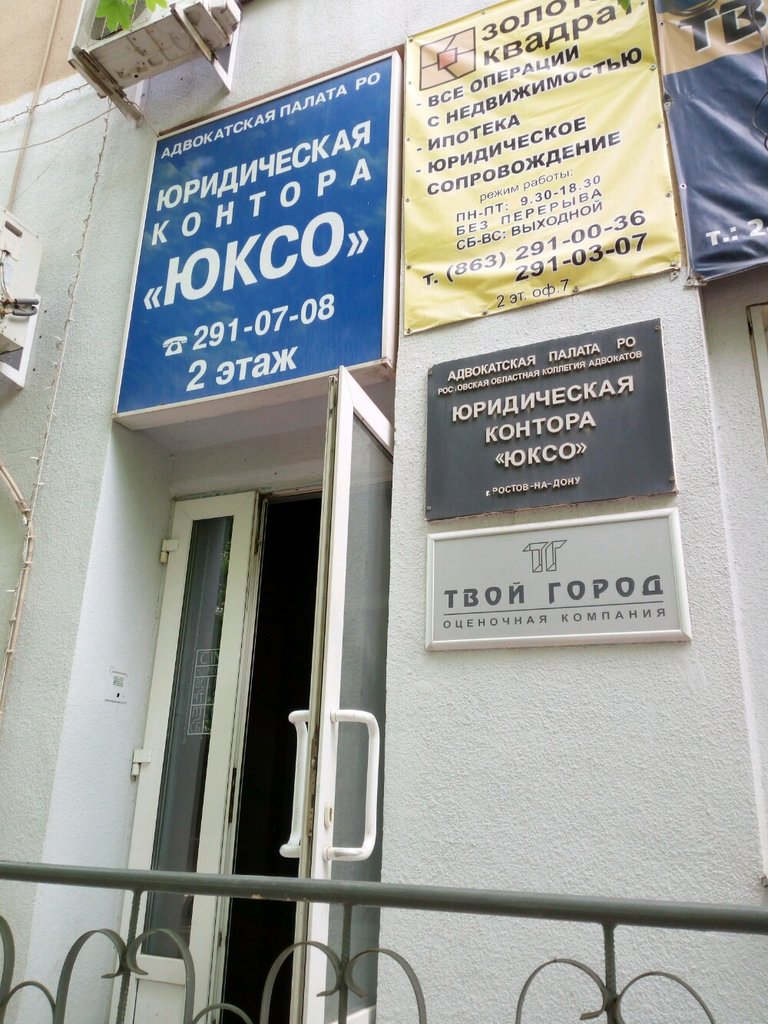 АДВОКАТСКАЯ ПАЛАТА РО
ЮРИДИЧЕСКАЯ
КОНТОРА
«ЮКСО»
☎ 291-07-08
2 этаж
КВАДРАТ
- ВСЕ ОПЕРАЦИИ
С НЕДВИЖИМОСТЬЮ
- ИПОТЕКА
- ЮРИДИЧЕСКОЕ
СОПРОВОЖДЕНИЕ
режим работы:
ПН-ПТ: 9.30-18.30
БЕЗ ПЕРЕРЫВА
СБ-ВС: ВЫХОДНОЙ
т. (863) 291-00-36
291-03-07
2 эт. оф.7
т.: 2
АДВОКАТСКАЯ ПАЛАТА РО
РОСТОВСКАЯ ОБЛАСТНАЯ КОЛЛЕГИЯ АДВОКАТОВ
ЮРИДИЧЕСКАЯ
КОНТОРА
«ЮКСО»
г. РОСТОВ-НА-ДОНУ
ТГ
ТВОЙ ГОРОД
ОЦЕНОЧНАЯ КОМПАНИЯ